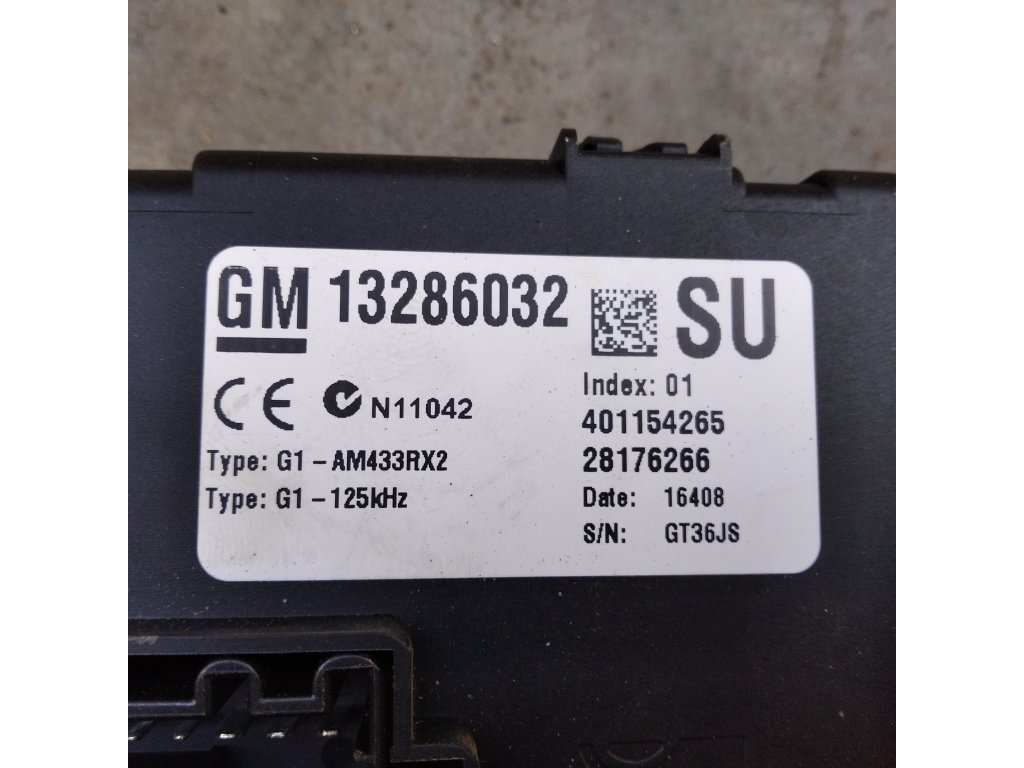 GM 13286032 SU
CE N11042
Index: 01
401154265
Type: G1-AM433RX2
28176266
Type: G1-125kHz
Date: 16408
S/N: GT36JS